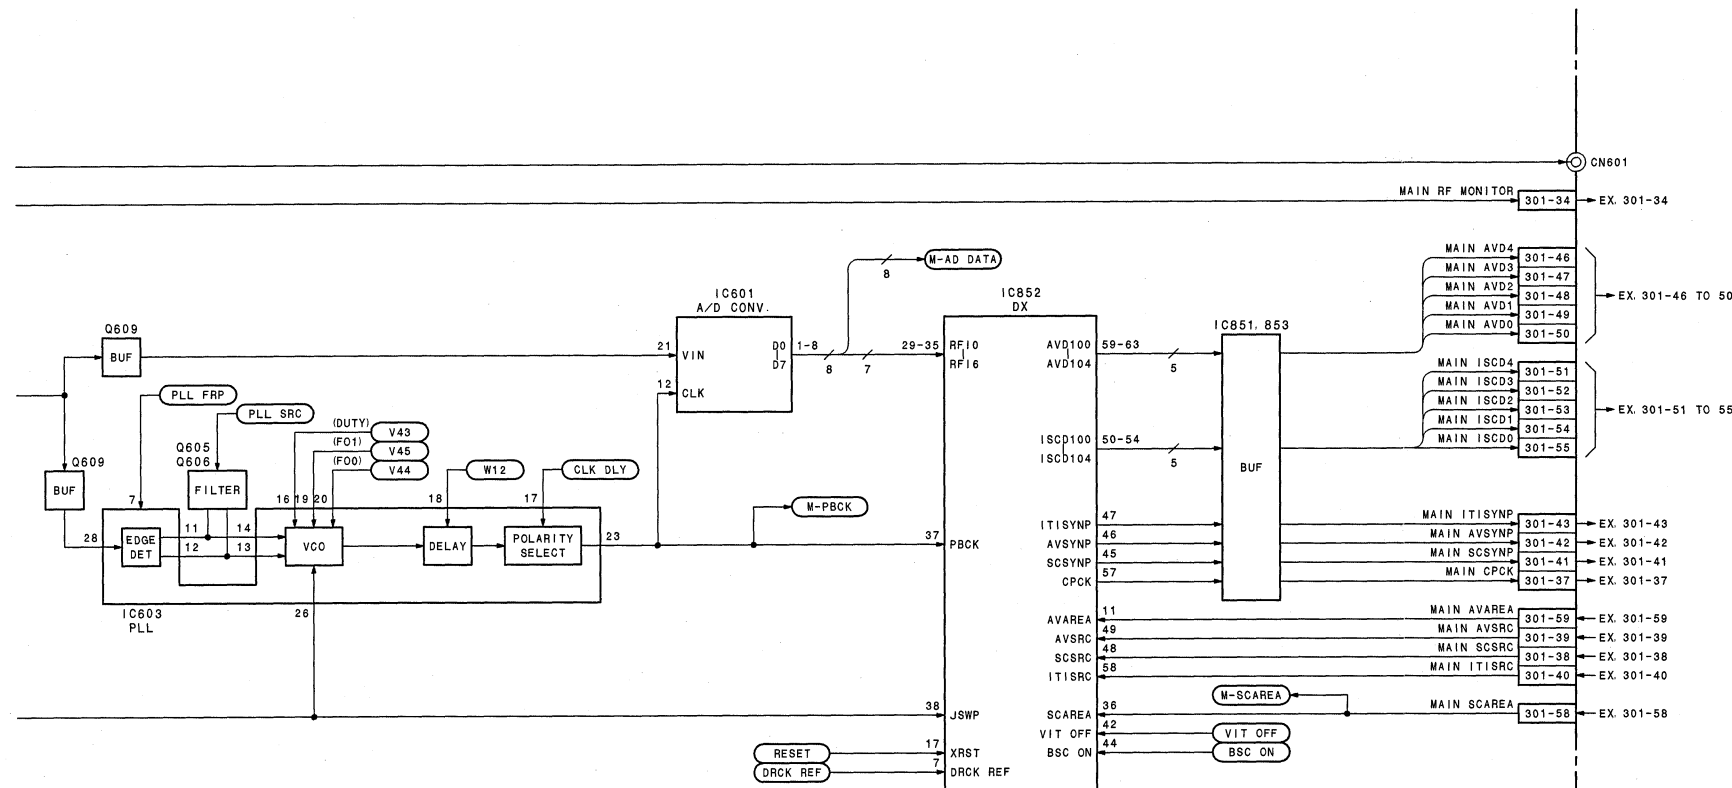 CN601
MAIN RF MONITOR
301-34
EX. 301-34
M-AD DATA
8
IC601
A/D CONV.
IC852
DX
IC851, 853
MAIN AVD4
301-46
MAIN AVD3
301-47
MAIN AVD2
301-48
MAIN AVD1
301-49
MAIN AVD0
301-50
EX. 301-46 TO 50
Q609
BUF
21
VIN
D0
D7
1-8
8
7
29-35
RFI0
RFI6
AVD100
AVD104
59-63
5
12
CLK
PLL FRP
PLL SRC
(DUTY)
V43
(FO1)
V45
(FO0)
V44
MAIN ISCD4
301-51
MAIN ISCD3
301-52
MAIN ISCD2
301-53
MAIN ISCD1
301-54
MAIN ISCD0
301-55
EX. 301-51 TO 55
ISCD100
ISCD104
50-54
5
BUF
Q609
BUF
Q605
Q606
FILTER
W12
CLK DLY
7
16
19
20
18
17
M-PBCK
28
EDGE
DET
11
12
14
13
VCO
DELAY
POLARITY
SELECT
23
37
PBCK
ITISYNP
47
AVSYNP
46
SCSYNP
45
CPCK
57
MAIN ITISYNP
301-43
EX. 301-43
MAIN AVSYNP
301-42
EX. 301-42
MAIN SCSYNP
301-41
EX. 301-41
MAIN CPCK
301-37
EX. 301-37
IC603
PLL
26
AVAREA
11
MAIN AVAREA
301-59
EX. 301-59
AVSRC
49
MAIN AVSRC
301-39
EX. 301-39
SCSRC
48
MAIN SCSRC
301-38
EX. 301-38
ITISRC
58
MAIN ITISRC
301-40
EX. 301-40
M-SCAREA
38
JSWP
SCAREA
36
MAIN SCAREA
301-58
EX. 301-58
VIT OFF
42
VIT OFF
RESET
17
XRST
BSC ON
44
BSC ON
DRCK REF
7
DRCK REF